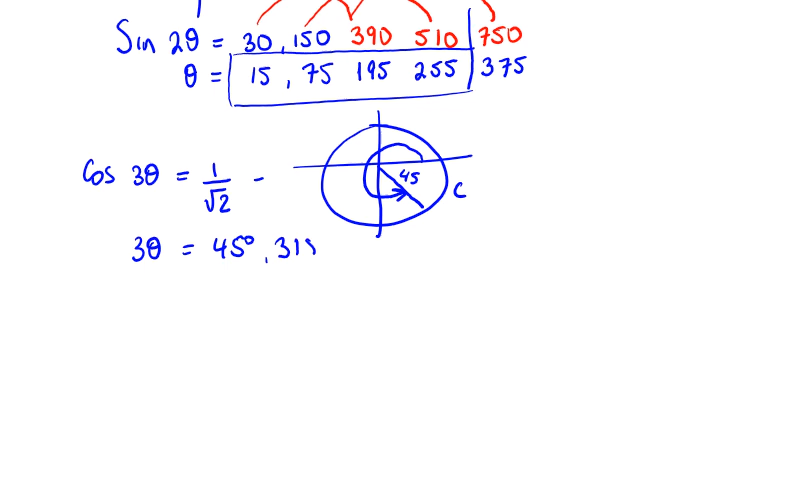 Sin 2θ = 30, 150 390 510 750
θ = 15, 75 195 255 375
Cos 3θ = 1/√2 -
45
C
3θ = 45°, 31